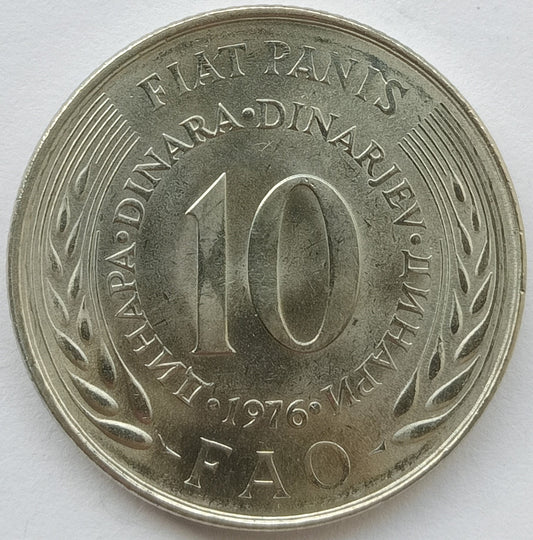 FIAT PANIS
ДИНАРА•DINARA•DINARJEV•ДИНАРИ
10
•1976•
FAO